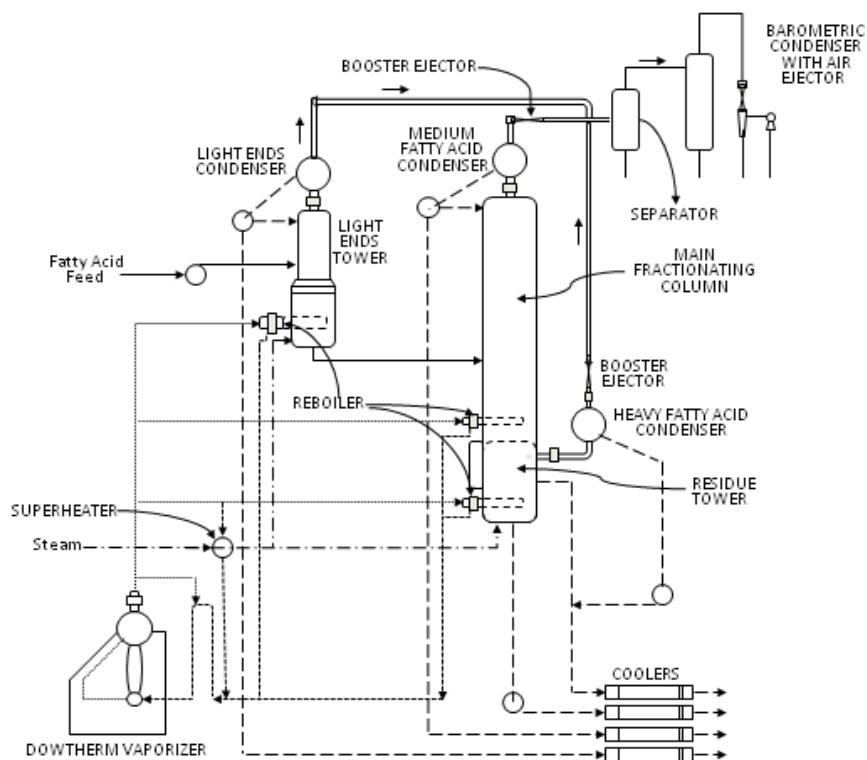 BAROMETRIC
CONDENSER
WITH AIR
EJECTOR
BOOSTER EJECTOR
MEDIUM
FATTY ACID
CONDENSER
LIGHT ENDS
CONDENSER
SEPARATOR
LIGHT
ENDS
TOWER
MAIN
FRACTIONATING
COLUMN
Fatty Acid
Feed
BOOSTER
EJECTOR
REBOILER
HEAVY FATTY ACID
CONDENSER
RESIDUE
TOWER
SUPERHEATER
Steam
COOLERS
DOWTHERM VAPORIZER